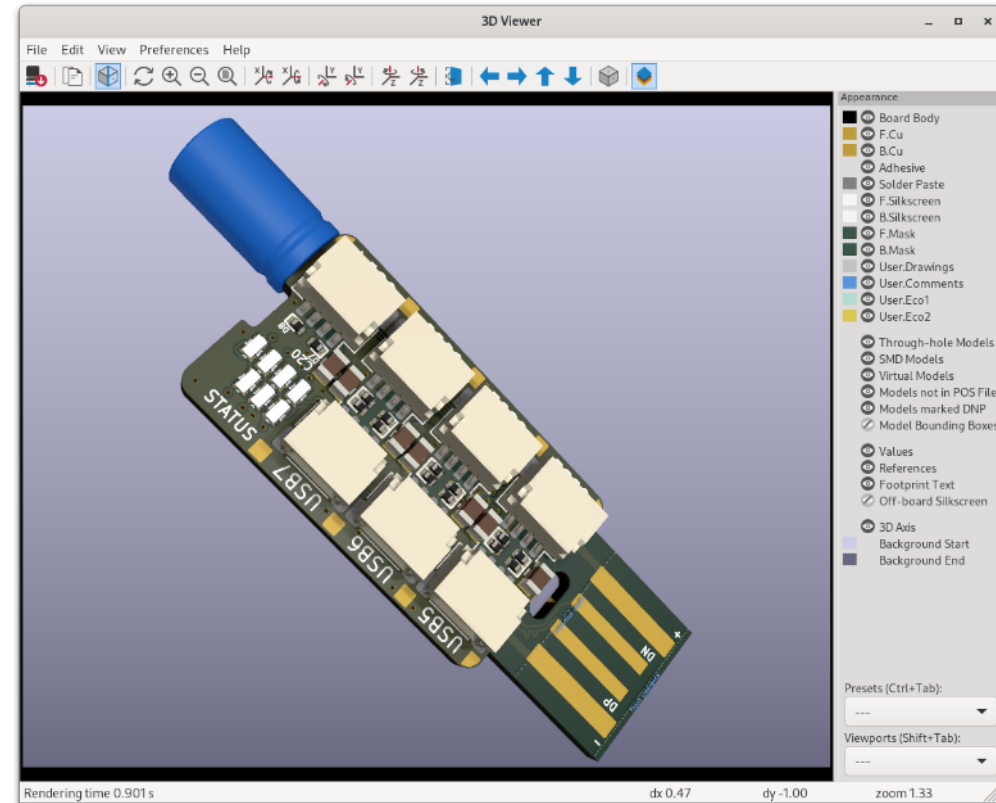 3D Viewer
File Edit View Preferences Help
Appearance
Board Body
F.Cu
B.Cu
Adhesive
Solder Paste
F.Silkscreen
B.Silkscreen
F.Mask
B.Mask
User.Drawings
User.Comments
User.Eco1
User.Eco2
Through-hole Models
SMD Models
Virtual Models
Models not in POS File
Models marked DNP
Model Bounding Boxes
Values
References
Footprint Text
Off-board Silkscreen
3D Axis
Background Start
Background End
Presets (Ctrl+Tab):
---
Viewports (Shift+Tab):
---
C20
STATUS
USB7
USB6
USB5
+
DN
DP
-
Rendering time 0.901 s dx 0.47 dy -1.00 zoom 1.33